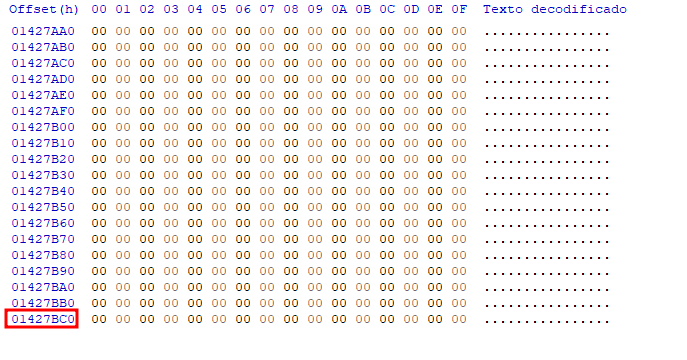 Offset(h) 00 01 02 03 04 05 06 07 08 09 0A 0B 0C 0D 0E 0F Texto decodificado
01427AA0 00 00 00 00 00 00 00 00 00 00 00 00 00 00 00 00 ................
01427AB0 00 00 00 00 00 00 00 00 00 00 00 00 00 00 00 00 ................
01427AC0 00 00 00 00 00 00 00 00 00 00 00 00 00 00 00 00 ................
01427AD0 00 00 00 00 00 00 00 00 00 00 00 00 00 00 00 00 ................
01427AE0 00 00 00 00 00 00 00 00 00 00 00 00 00 00 00 00 ................
01427AF0 00 00 00 00 00 00 00 00 00 00 00 00 00 00 00 00 ................
01427B00 00 00 00 00 00 00 00 00 00 00 00 00 00 00 00 00 ................
01427B10 00 00 00 00 00 00 00 00 00 00 00 00 00 00 00 00 ................
01427B20 00 00 00 00 00 00 00 00 00 00 00 00 00 00 00 00 ................
01427B30 00 00 00 00 00 00 00 00 00 00 00 00 00 00 00 00 ................
01427B40 00 00 00 00 00 00 00 00 00 00 00 00 00 00 00 00 ................
01427B50 00 00 00 00 00 00 00 00 00 00 00 00 00 00 00 00 ................
01427B60 00 00 00 00 00 00 00 00 00 00 00 00 00 00 00 00 ................
01427B70 00 00 00 00 00 00 00 00 00 00 00 00 00 00 00 00 ................
01427B80 00 00 00 00 00 00 00 00 00 00 00 00 00 00 00 00 ................
01427B90 00 00 00 00 00 00 00 00 00 00 00 00 00 00 00 00 ................
01427BA0 00 00 00 00 00 00 00 00 00 00 00 00 00 00 00 00 ................
01427BB0 00 00 00 00 00 00 00 00 00 00 00 00 00 00 00 00 ................
01427BC0 00 00 00 00 00 00 00 00 00 00 00 00 00 00 00 00 ................